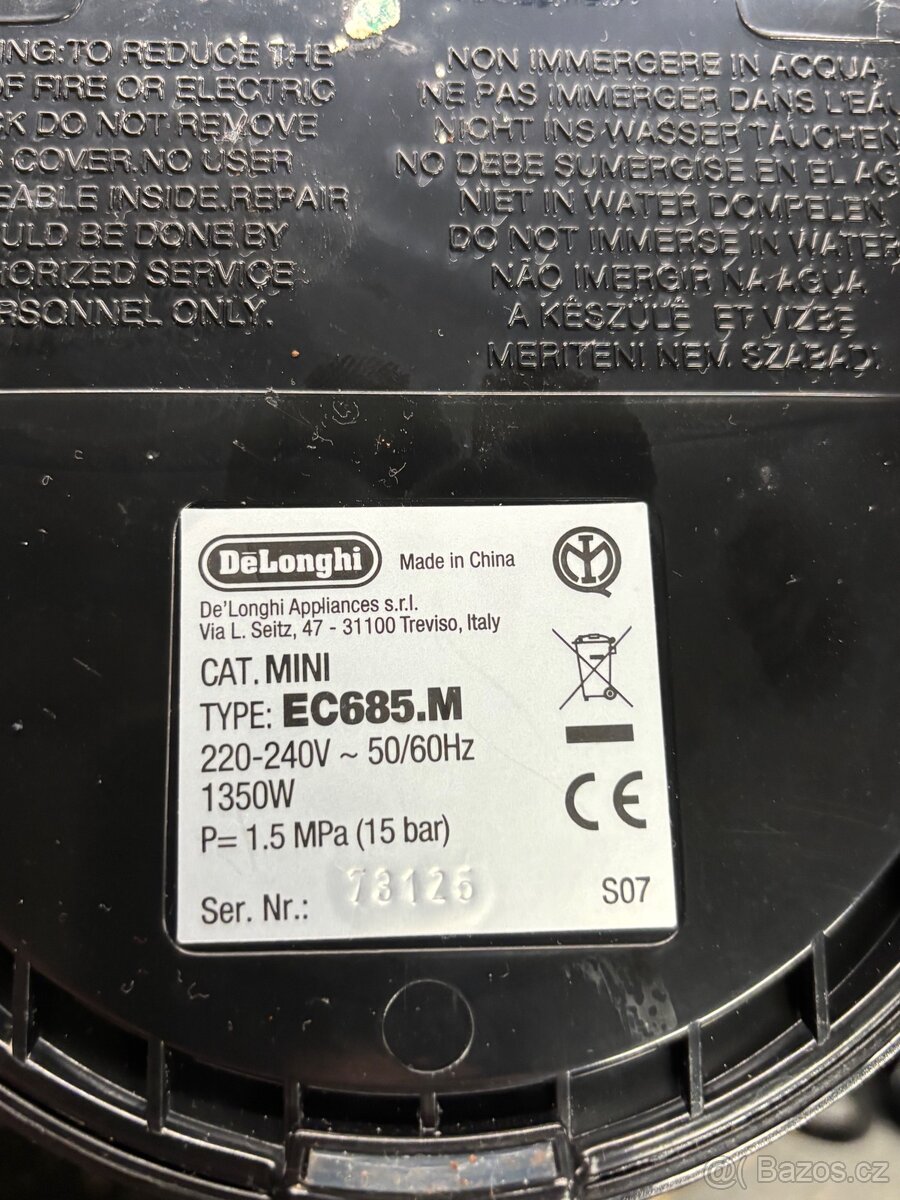 ING:TO REDUCE THE
OF FIRE OR ELECTRIC
CK DO NOT REMOVE
COVER.NO USER
EABLE INSIDE.REPAIR
ULD BE DONE BY
HORIZED SERVICE
RSONNEL ONLY.
NON IMMERGERE IN ACQUA
NE PAS IMMERGER DANS L'EAU
NICHT INS WASSER TAUCHEN
NO DEBE SUMERGISE EN EL AG
NIET IN WATER DOMPELEN
DO NOT IMMERSE IN WATER
NÃO IMERGIR NA AGUA
A KÉSZÜLÉ ET VIZBE
MERITENI NEM SZABAD.
DeLonghi
Made in China
De'Longhi Appliances s.r.l.
Via L. Seitz, 47 - 31100 Treviso, Italy
CAT. MINI
TYPE: EC685.M
220-240V ~ 50/60Hz
1350W
P= 1.5 MPa (15 bar)
CE
Ser. Nr.: 73125
S07
@ Bazos.cz